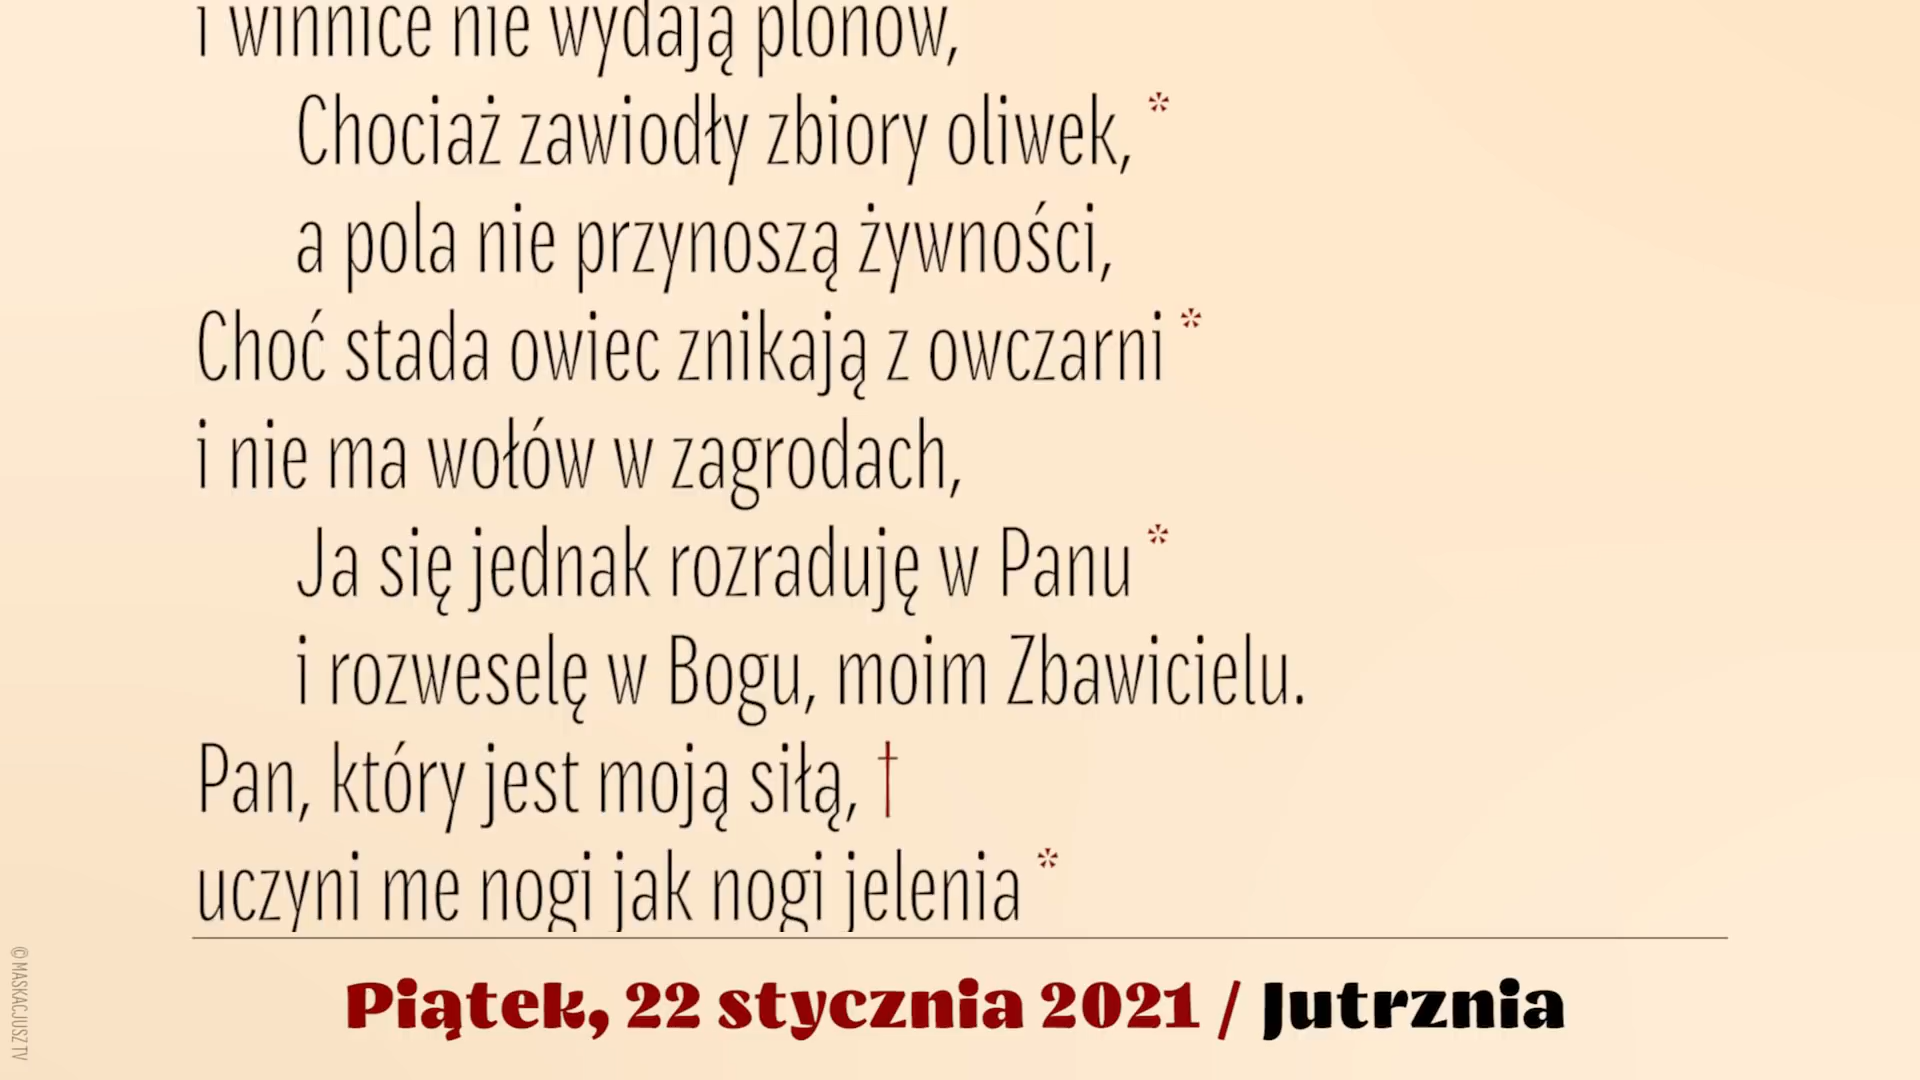 i winnice nie wydają plonów,
Chociaż zawiodły zbiory oliwek, *
a pola nie przynoszą żywności,
Choć stada owiec znikają z owczarni *
i nie ma wołów w zagrodach,
Ja się jednak rozraduję w Panu *
i rozweselę w Bogu, moim Zbawicielu.
Pan, który jest moją siłą, †
uczyni me nogi jak nogi jelenia *
Piątek, 22 stycznia 2021 / Jutrznia
© MASKACJUSZ TV